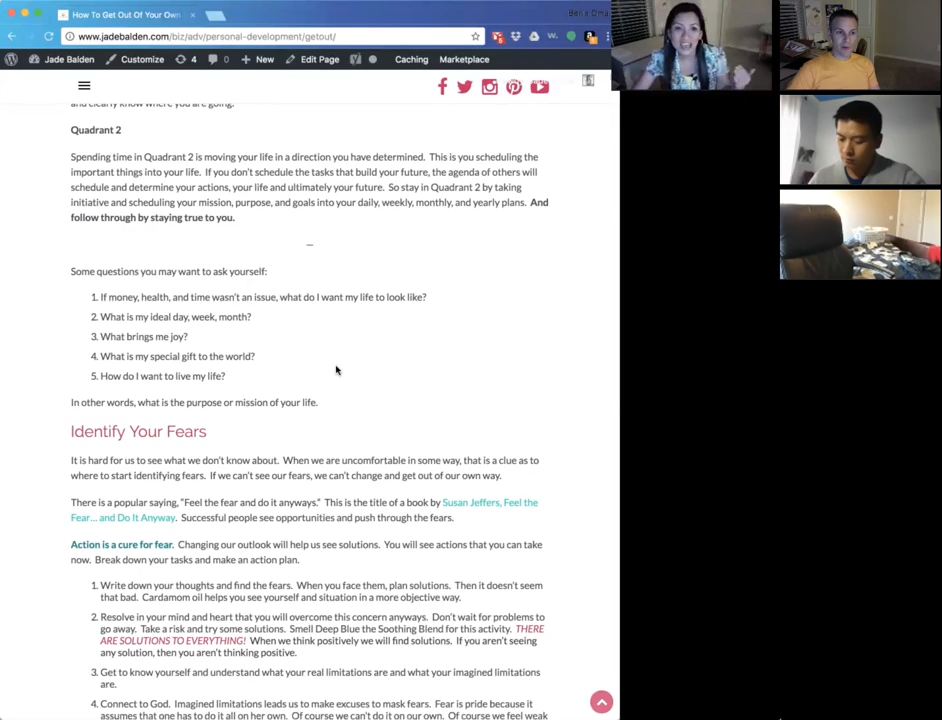 How To Get Out Of Your Own
www.jadebalden.com/biz/adv/personal-development/getout/
Jade Balden Customize 4 0 New Edit Page Caching Marketplace
and clearly know where you are going.
Quadrant 2
Spending time in Quadrant 2 is moving your life in a direction you have determined. This is you scheduling the
important things into your life. If you don't schedule the tasks that build your future, the agenda of others will
schedule and determine your actions, your life and ultimately your future. So stay in Quadrant 2 by taking
initiative and scheduling your mission, purpose, and goals into your daily, weekly, monthly, and yearly plans. And
follow through by staying true to you.
—
Some questions you may want to ask yourself:
1. If money, health, and time wasn't an issue, what do I want my life to look like?
2. What is my ideal day, week, month?
3. What brings me joy?
4. What is my special gift to the world?
5. How do I want to live my life?
In other words, what is the purpose or mission of your life.
Identify Your Fears
It is hard for us to see what we don't know about. When we are uncomfortable in some way, that is a clue as to
where to start identifying fears. If we can't see our fears, we can't change and get out of our own way.
There is a popular saying, "Feel the fear and do it anyways." This is the title of a book by Susan Jeffers, Feel the
Fear... and Do It Anyway. Successful people see opportunities and push through the fears.
Action is a cure for fear. Changing our outlook will help us see solutions. You will see actions that you can take
now. Break down your tasks and make an action plan.
1. Write down your thoughts and find the fears. When you face them, plan solutions. Then it doesn't seem
that bad. Cardamom oil helps you see yourself and situation in a more objective way.
2. Resolve in your mind and heart that you will overcome this concern anyways. Don't wait for problems to
go away. Take a risk and try some solutions. Smell Deep Blue the Soothing Blend for this activity. THERE
ARE SOLUTIONS TO EVERYTHING! When we think positively we will find solutions. If you aren't seeing
any solution, then you aren't thinking positive.
3. Get to know yourself and understand what your real limitations are and what your imagined limitations
are.
4. Connect to God. Imagined limitations leads us to make excuses to mask fears. Fear is pride because it
assumes that one has to do it all on her own. Of course we can't do it on our own. Of course we feel weak